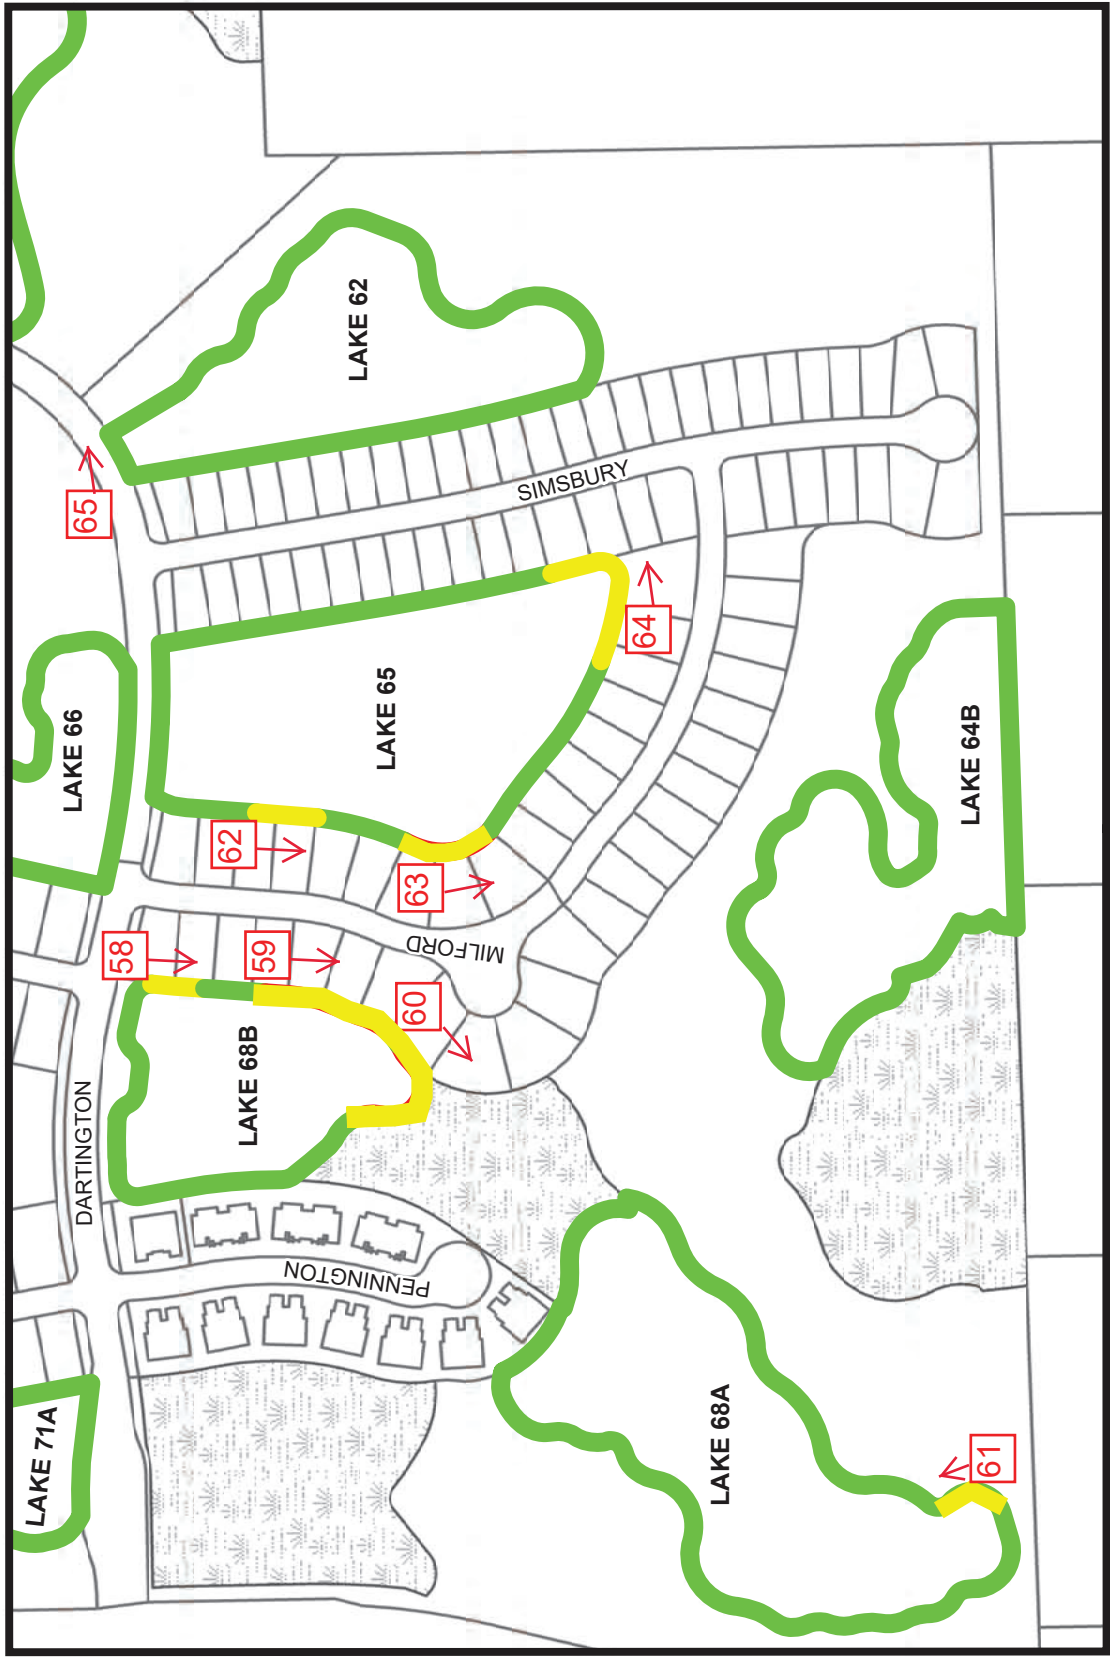 LAKE 71A
DARTINGTON
LAKE 66
65
58
62
59
PENNINGTON
LAKE 68B
LAKE 65
LAKE 62
60
MILFORD
63
SIMSBURY
64
LAKE 68A
61
LAKE 64B